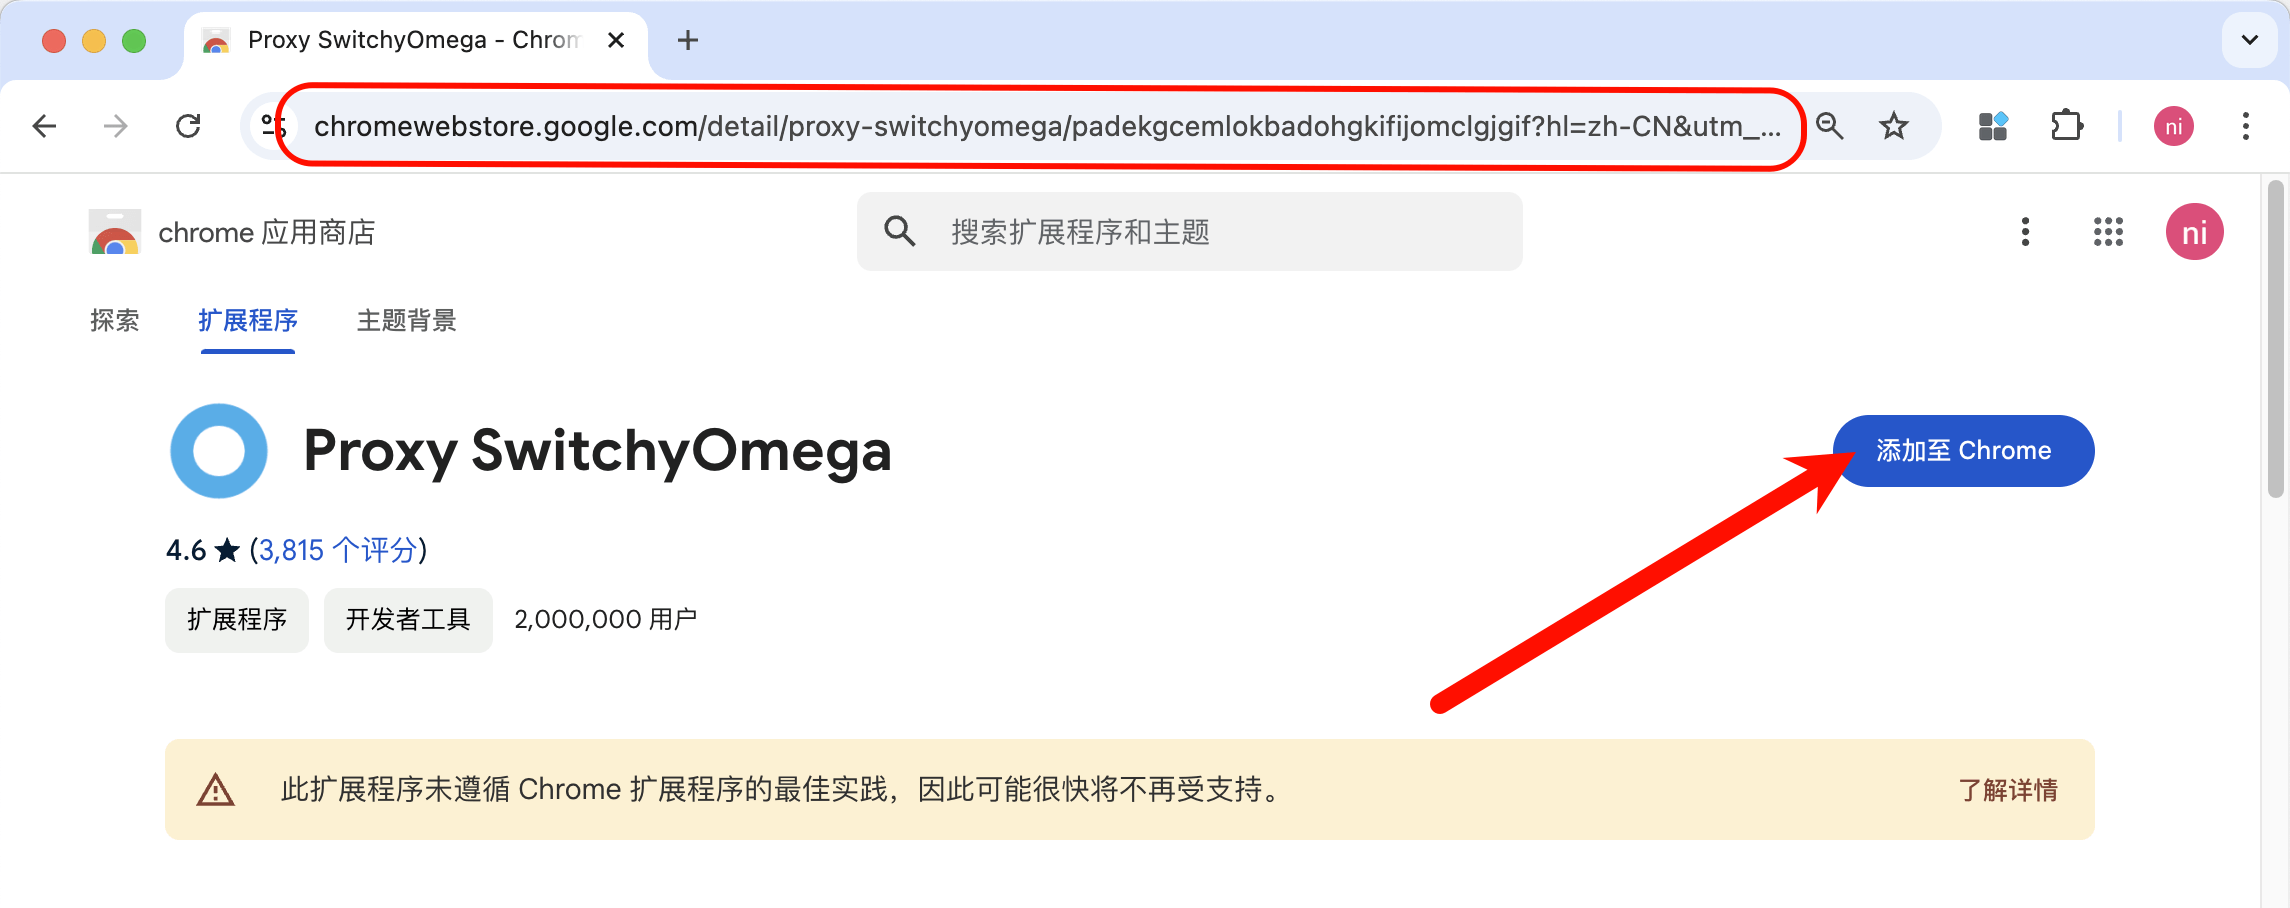 Proxy SwitchyOmega - Chrom
chromewebstore.google.com/detail/proxy-switchyomega/padekgcemlokbadohgkifijomclgjgif?hl=zh-CN&utm_...
ni
chrome 应用商店
搜索扩展程序和主题
ni
探索
扩展程序
主题背景
Proxy SwitchyOmega
添加至 Chrome
4.6 ★ (3,815 个评分)
扩展程序
开发者工具
2,000,000 用户
此扩展程序未遵循 Chrome 扩展程序的最佳实践，因此可能很快将不再受支持。
了解详情